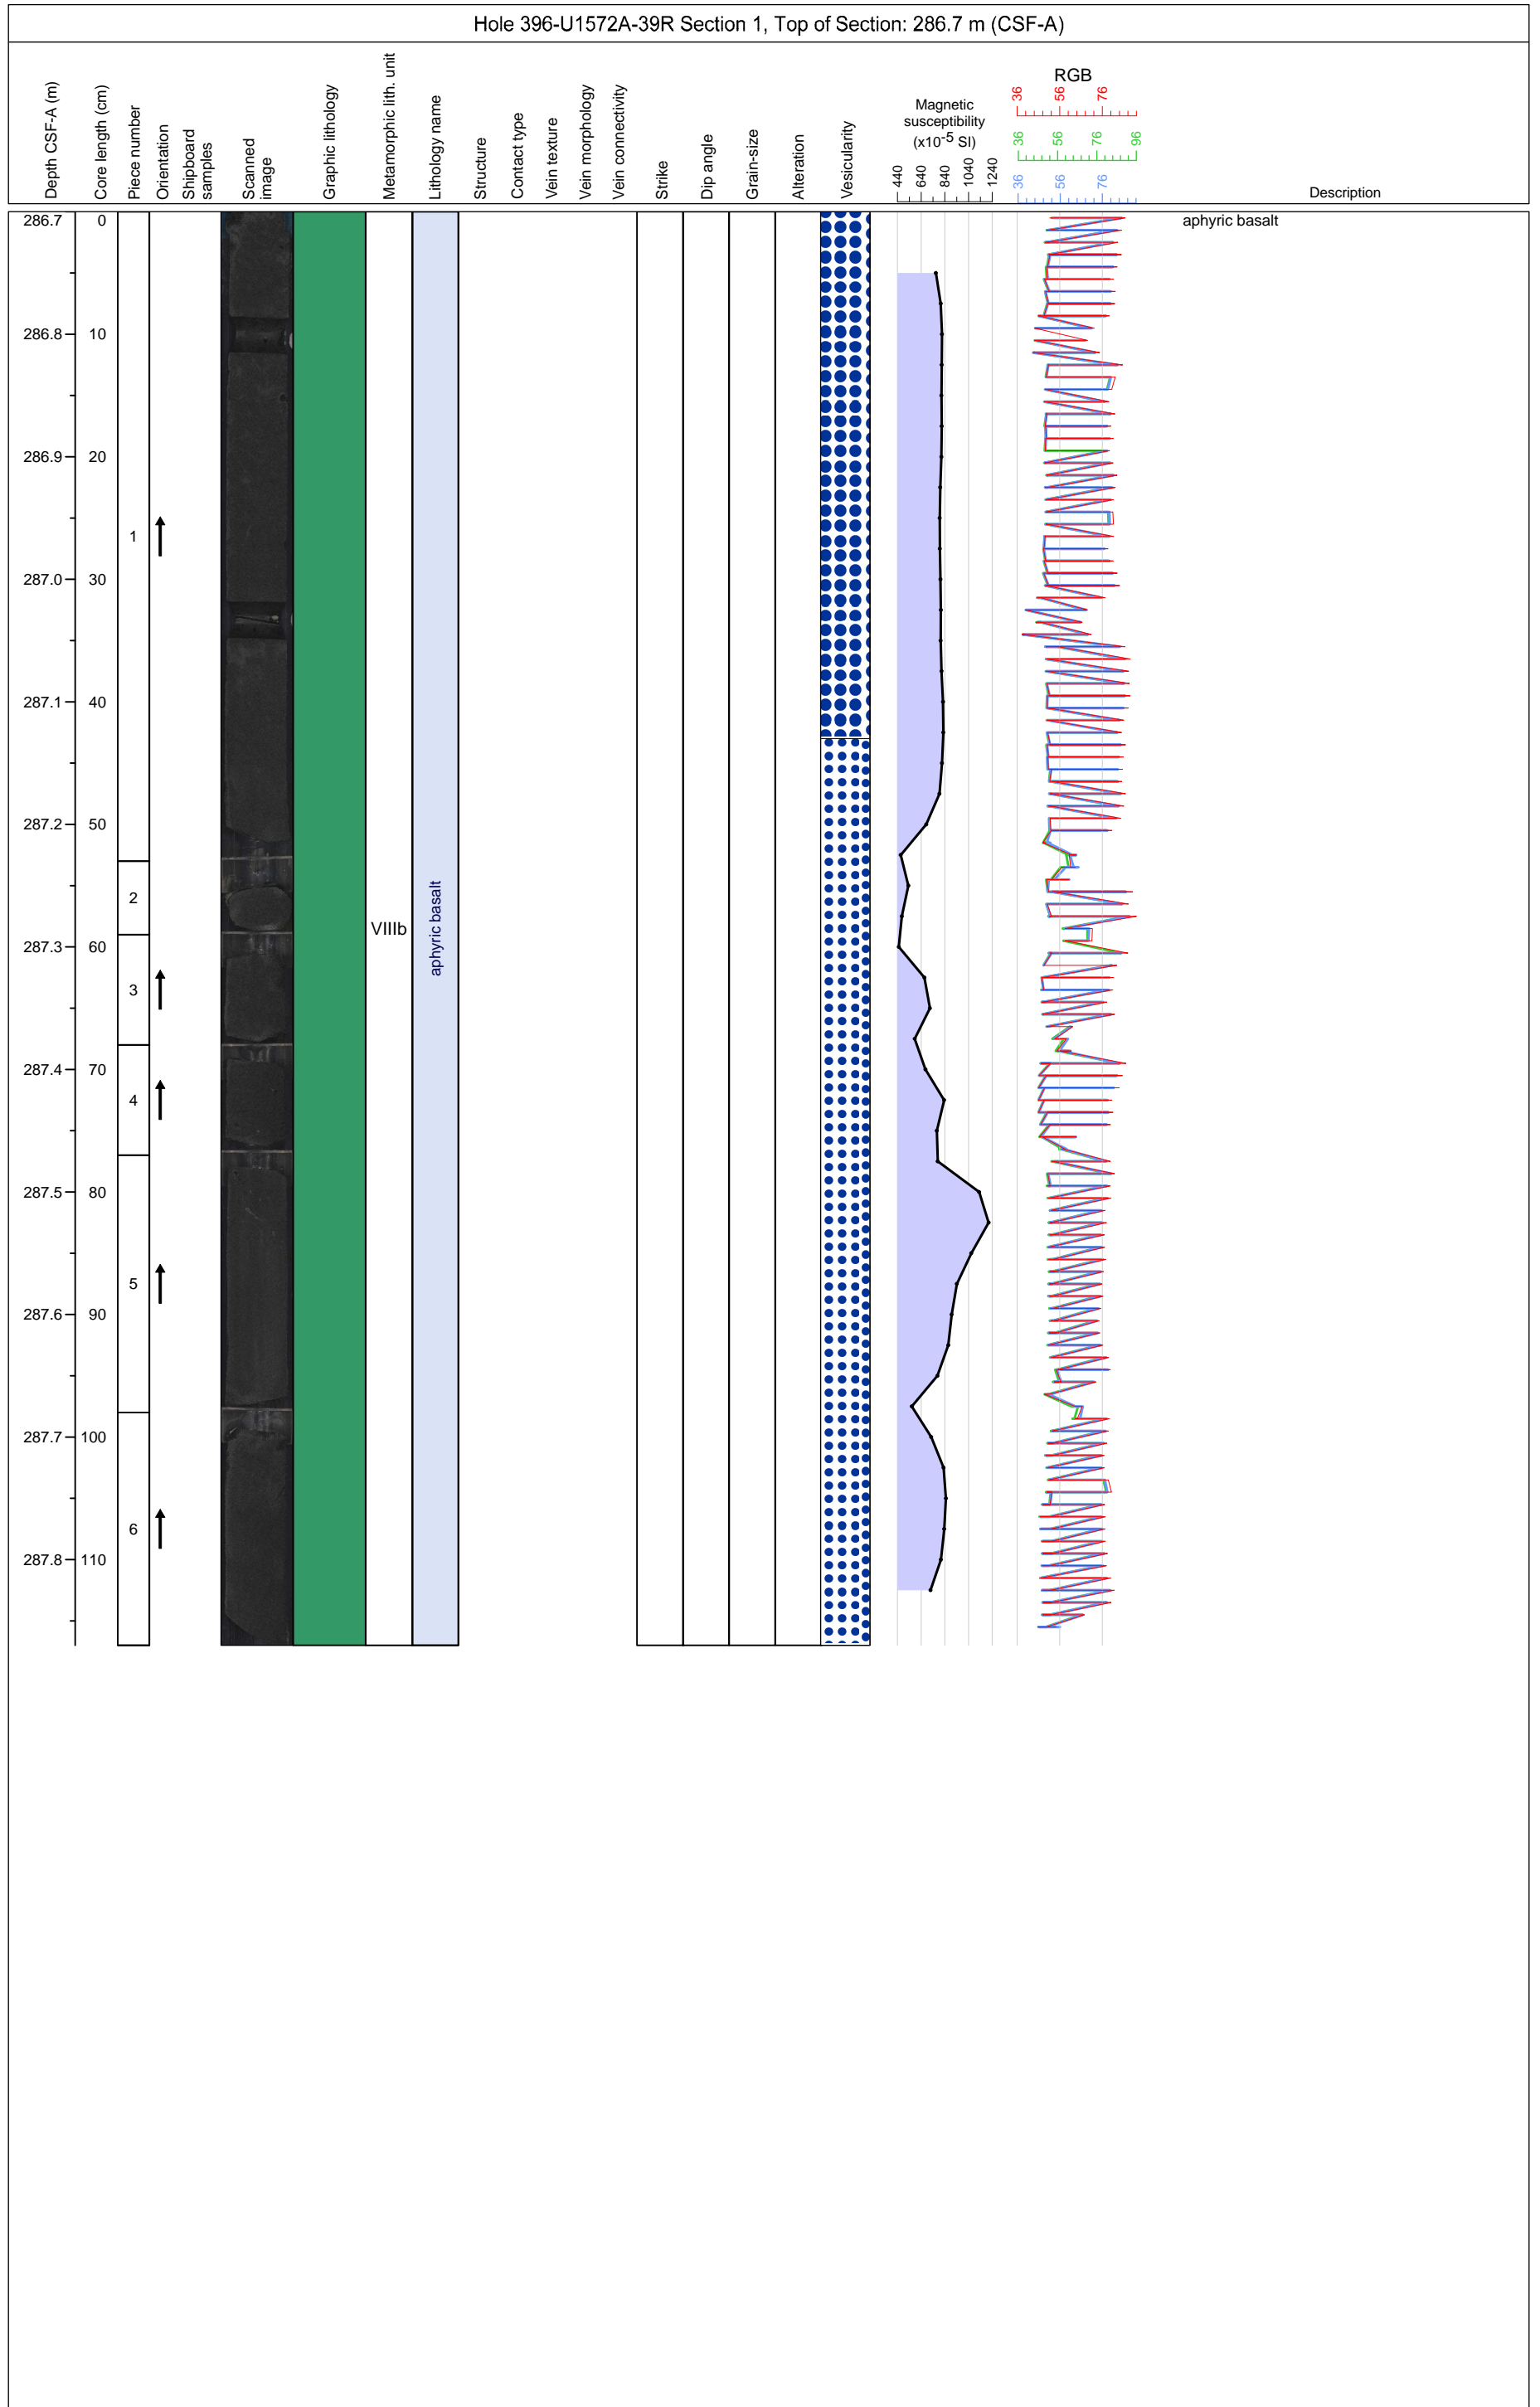 Hole 396-U1572A-39R Section 1, Top of Section: 286.7 m (CSF-A)
Depth CSF-A (m)
Core length (cm)
Piece number
Orientation
Shipboard
samples
Scanned
image
Graphic lithology
Metamorphic lith. unit
Lithology name
Structure
Contact type
Vein texture
Vein morphology
Vein connectivity
Strike
Dip angle
Grain-size
Alteration
Vesicularity
Magnetic
susceptibility
(x10-5 SI)
440
640
840
1040
1240
RGB
36
56
76
36
56
76
96
36
56
76
Description
286.7 0
aphyric basalt
286.8 10
286.9 20
1
287.0 30
287.1 40
287.2 50
2
VIIIb
aphyric basalt
287.3 60
3
287.4 70
4
287.5 80
5
287.6 90
287.7 100
6
287.8 110